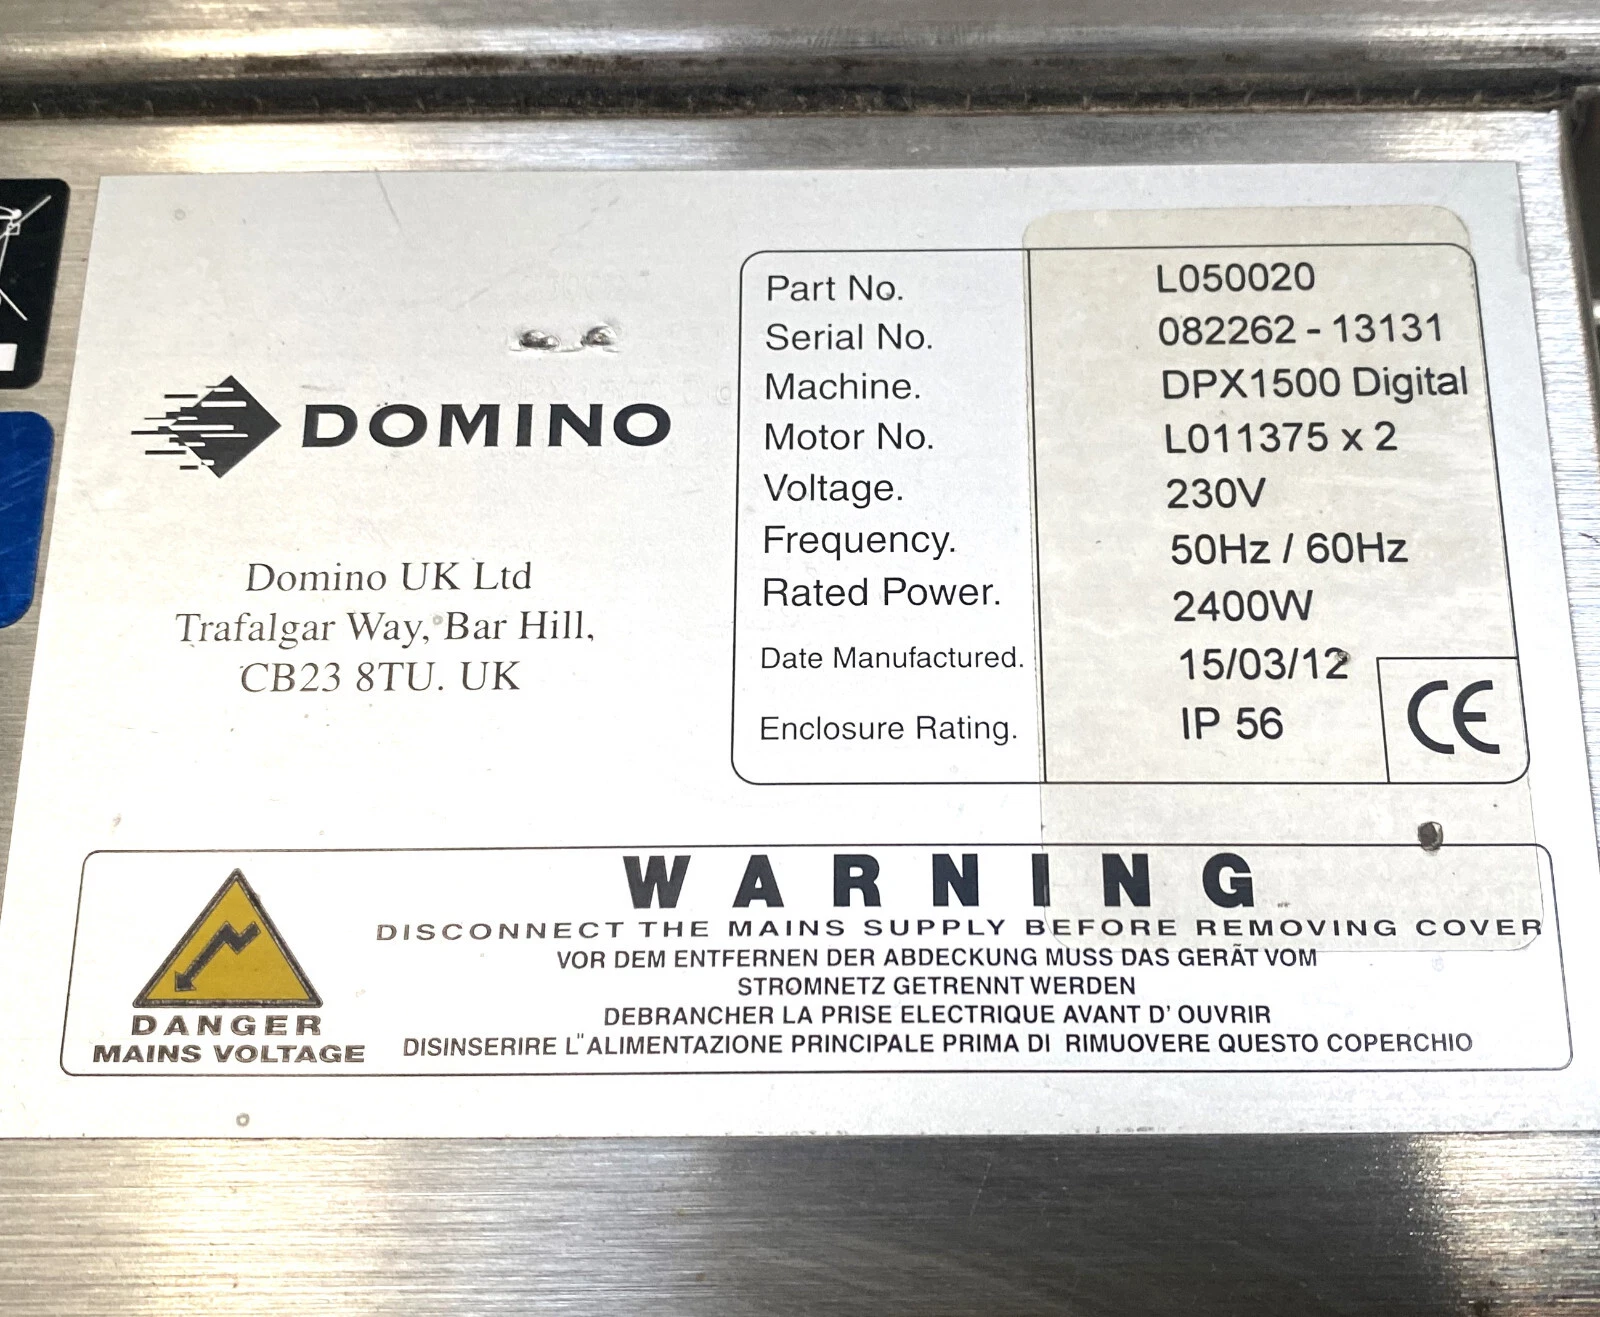 DOMINO
Domino UK Ltd
Trafalgar Way, Bar Hill,
CB23 8TU. UK
Part No. L050020
Serial No. 082262 - 13131
Machine. DPX1500 Digital
Motor No. L011375 x 2
Voltage. 230V
Frequency. 50Hz / 60Hz
Rated Power. 2400W
Date Manufactured. 15/03/12
Enclosure Rating. IP 56
CE
WARNING
DISCONNECT THE MAINS SUPPLY BEFORE REMOVING COVER
VOR DEM ENTFERNEN DER ABDECKUNG MUSS DAS GERÄT VOM
STROMNETZ GETRENNT WERDEN
DEBRANCHER LA PRISE ELECTRIQUE AVANT D' OUVRIR
DISINSERIRE L"ALIMENTAZIONE PRINCIPALE PRIMA DI RIMUOVERE QUESTO COPERCHIO
DANGER
MAINS VOLTAGE